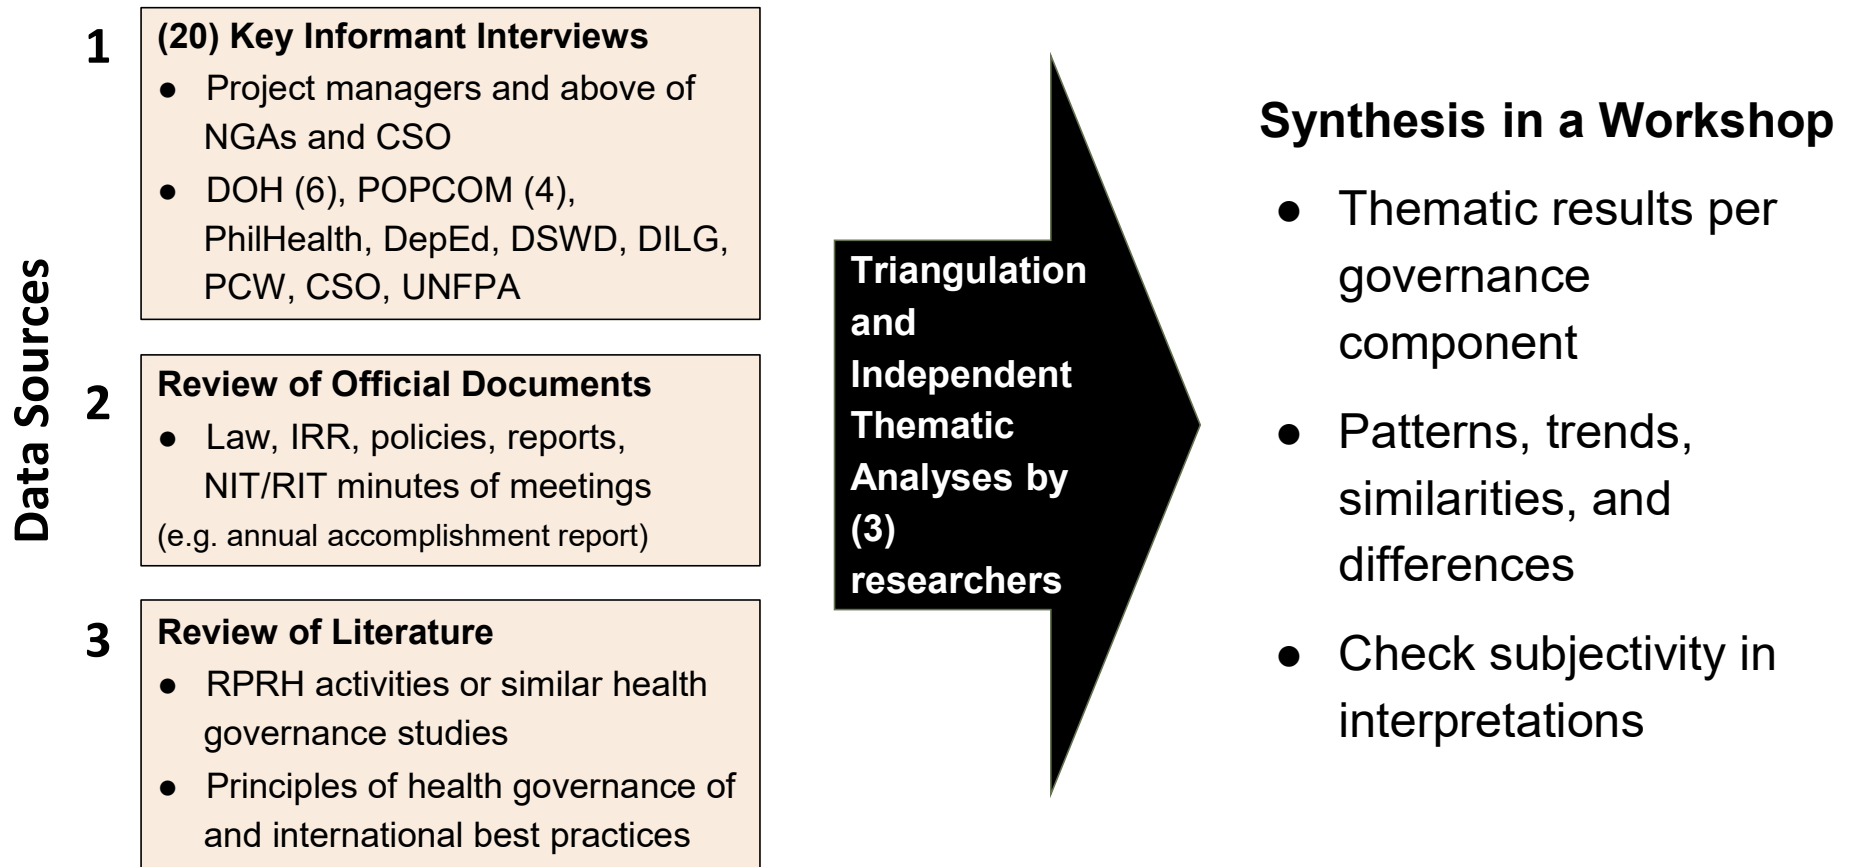 Data Sources
1
(20) Key Informant Interviews
● Project managers and above of
NGAs and CSO
● DOH (6), POPCOM (4),
PhilHealth, DepEd, DSWD, DILG,
PCW, CSO, UNFPA
2
Review of Official Documents
● Law, IRR, policies, reports,
NIT/RIT minutes of meetings
(e.g. annual accomplishment report)
3
Review of Literature
● RPRH activities or similar health
governance studies
● Principles of health governance of
and international best practices
Triangulation
and
Independent
Thematic
Analyses by
(3)
researchers
Synthesis in a Workshop
● Thematic results per
governance
component
● Patterns, trends,
similarities, and
differences
● Check subjectivity in
interpretations